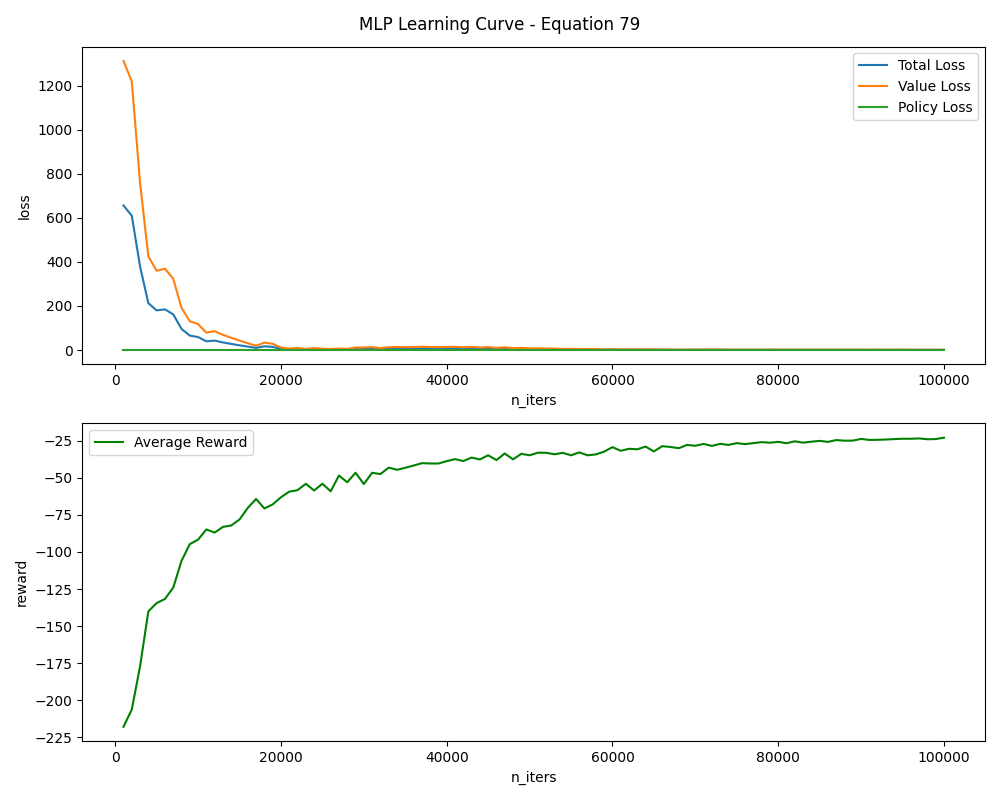 MLP Learning Curve - Equation 79
1200
1000
800
600
400
200
0
loss
Total Loss
Value Loss
Policy Loss
0 20000 40000 60000 80000 100000
n_iters
−25
−50
−75
−100
−125
−150
−175
−200
−225
reward
Average Reward
0 20000 40000 60000 80000 100000
n_iters